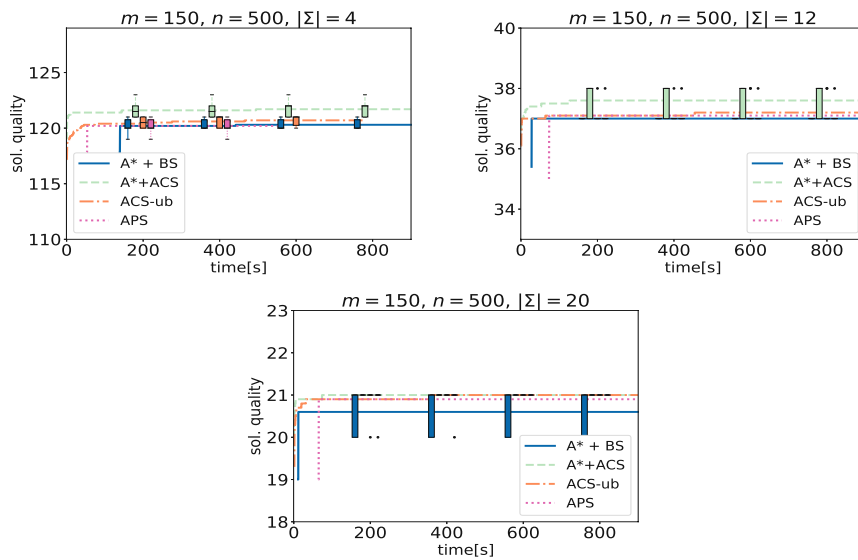 m = 150, n = 500, |Σ| = 4
sol. quality
125
120
115
110
A* + BS
A*+ACS
ACS-ub
APS
0 200 400 600 800
time[s]
m = 150, n = 500, |Σ| = 12
sol. quality
40
38
36
34
A* + BS
A*+ACS
ACS-ub
APS
0 200 400 600 800
time[s]
m = 150, n = 500, |Σ| = 20
sol. quality
23
22
21
20
19
18
A* + BS
A*+ACS
ACS-ub
APS
0 200 400 600 800
time[s]